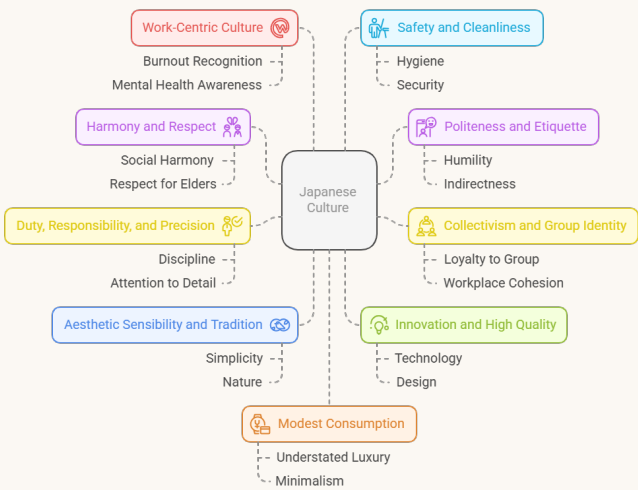 Work-Centric Culture
Burnout Recognition
Mental Health Awareness
Safety and Cleanliness
Hygiene
Security
Harmony and Respect
Social Harmony
Respect for Elders
Politeness and Etiquette
Humility
Indirectness
Japanese
Culture
Duty, Responsibility, and Precision
Discipline
Attention to Detail
Collectivism and Group Identity
Loyalty to Group
Workplace Cohesion
Aesthetic Sensibility and Tradition
Simplicity
Nature
Innovation and High Quality
Technology
Design
Modest Consumption
Understated Luxury
Minimalism